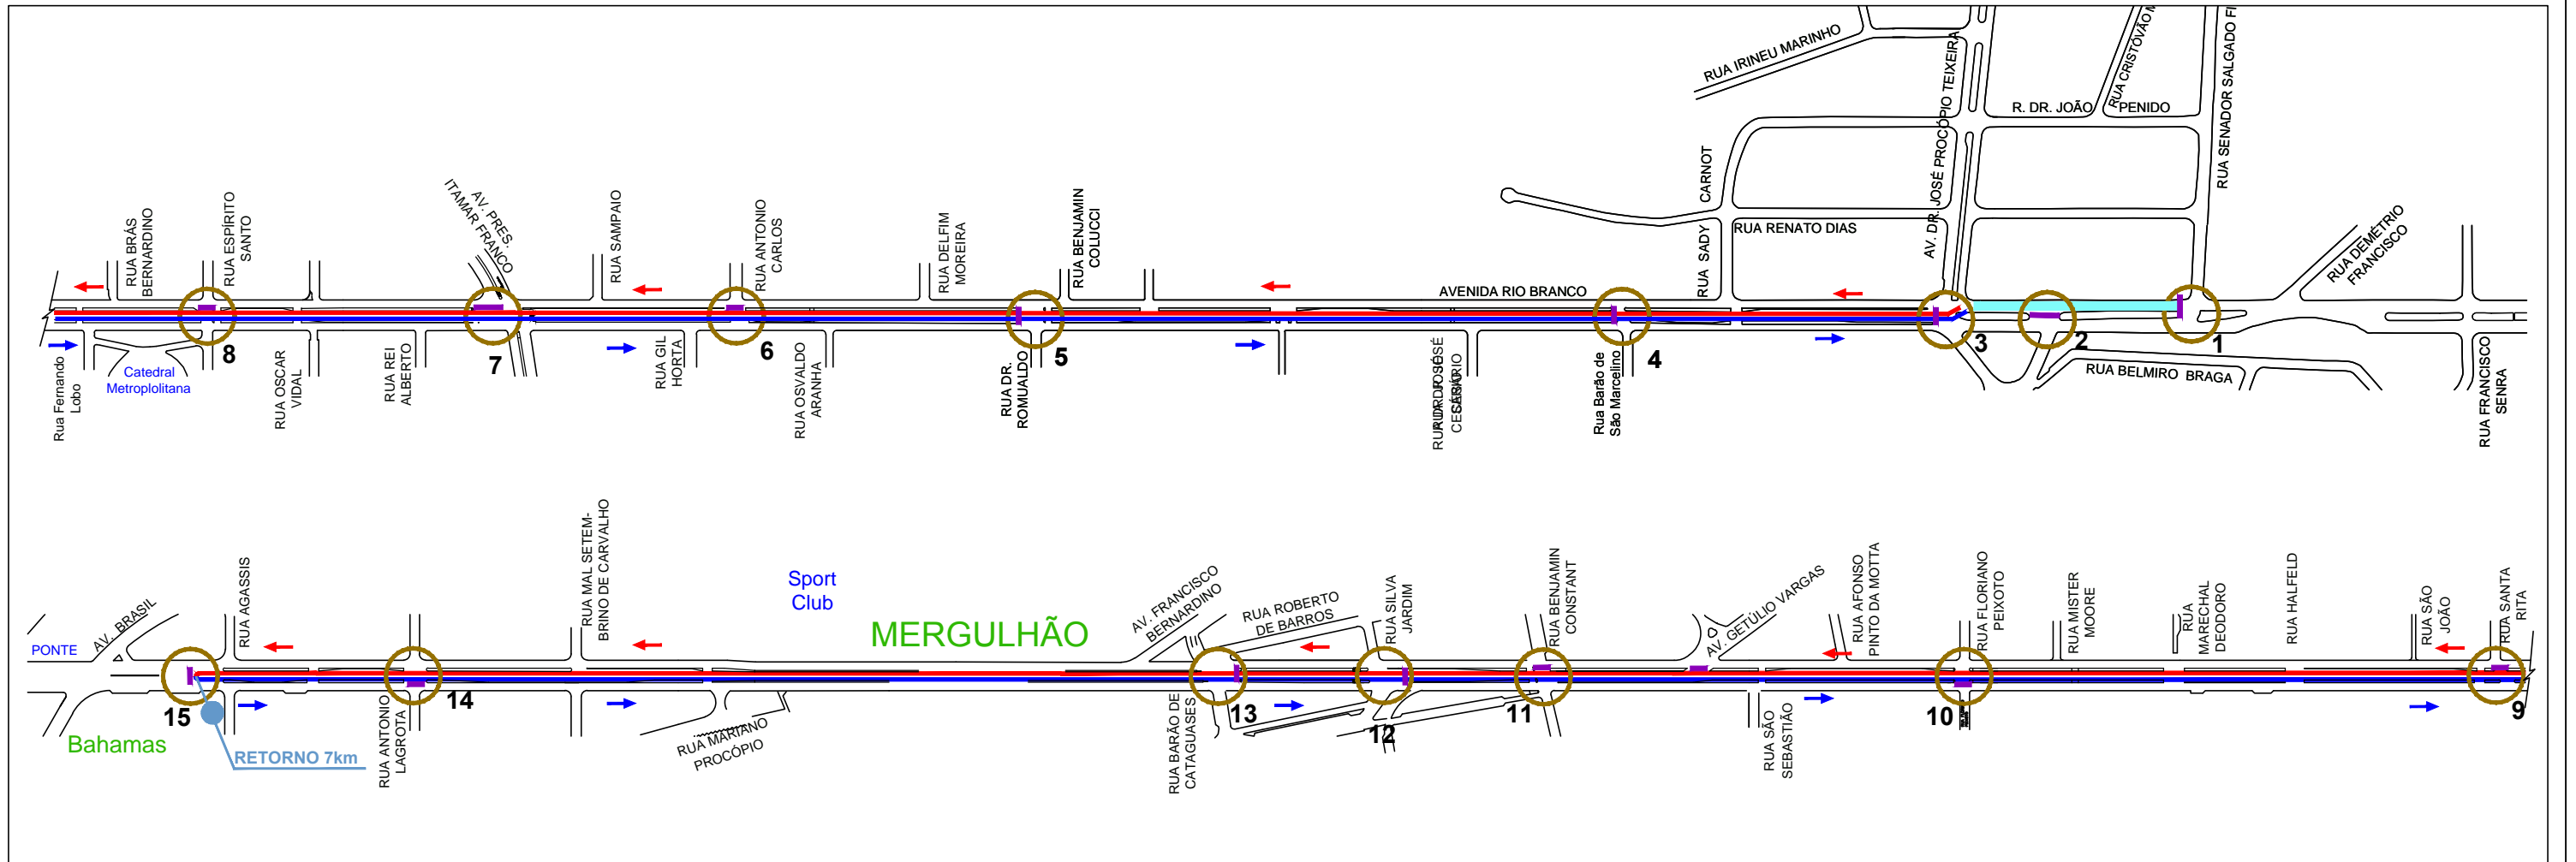 RUA IRINEU MARINHO
AV. DR. JOSÉ PROCÓPIO TEIXEIRA
R. DR. JOÃO PENIDO
RUA CRISTÓVÃO M
RUA SENADOR SALGADO FI
RUA SADY CARNOT
RUA RENATO DIAS
RUA DEMÉTRIO
FRANCISCO
RUA BRÁS
BERNARDINO
RUA ESPÍRITO
SANTO
AV. PRES.
ITAMAR FRANCO
RUA SAMPAIO
RUA ANTONIO
CARLOS
RUA DELFIM
MOREIRA
RUA BENJAMIN
COLUCCI
AVENIDA RIO BRANCO
8
7
6
5
4
3
2
1
Rua Fernando
Lobo
Catedral
Metroplolitana
RUA OSCAR
VIDAL
RUA REI
ALBERTO
RUA GIL
HORTA
RUA OSVALDO
ARANHA
RUA DR.
ROMUALDO
Rua Barão de
São Marcelino
RUA BELMIRO BRAGA
RUA FRANCISCO
SENRA
PONTE
AV. BRASIL
RUA AGASSIS
RUA MAL SETEM-
BRINO DE CARVALHO
Sport
Club
MERGULHÃO
AV. FRANCISCO
BERNARDINO
RUA ROBERTO
DE BARROS
RUA SILVA
JARDIM
RUA BENJAMIN
CONSTANT
AV. GETÚLIO VARGAS
RUA AFONSO
PINTO DA MOTTA
RUA FLORIANO
PEIXOTO
RUA MISTER
MOORE
RUA
MARECHAL
DEODORO
RUA HALFELD
RUA SÃO
JOÃO
RUA SANTA
RITA
15
14
13
12
11
10
9
Bahamas
RETORNO 7km
RUA ANTONIO
LAGROTA
RUA MARIANO
PROCÓPIO
RUA BARÃO DE
CATAGUASES
RUA SÃO
SEBASTIÃO